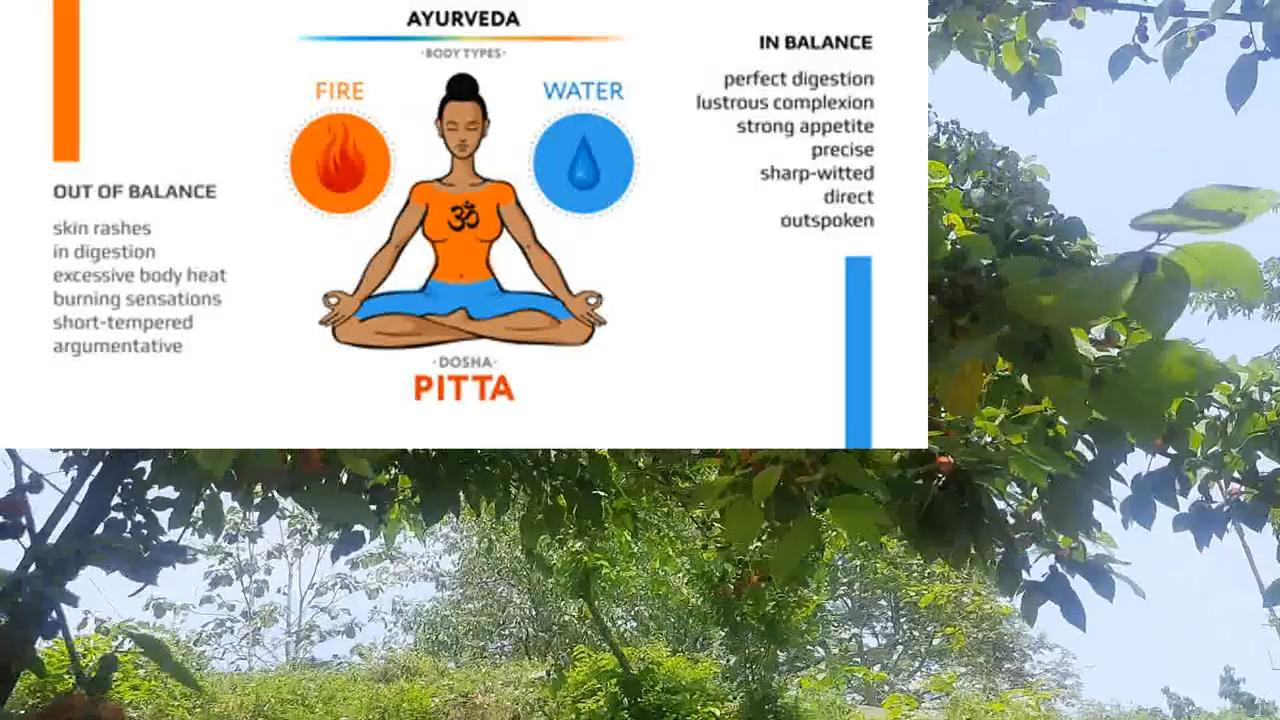 AYURVEDA
·BODY TYPES·
FIRE
WATER
OUT OF BALANCE
skin rashes
in digestion
excessive body heat
burning sensations
short-tempered
argumentative
IN BALANCE
perfect digestion
lustrous complexion
strong appetite
precise
sharp-witted
direct
outspoken
ॐ
·DOSHA·
PITTA